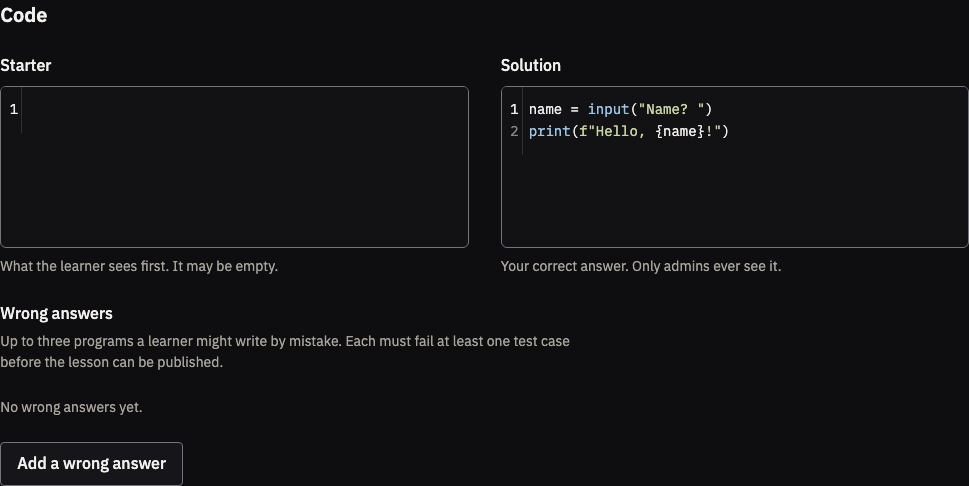 Code
Starter
Solution
1
1 name = input("Name? ")
2 print(f"Hello, {name}!")
What the learner sees first. It may be empty.
Your correct answer. Only admins ever see it.
Wrong answers
Up to three programs a learner might write by mistake. Each must fail at least one test case
before the lesson can be published.
No wrong answers yet.
Add a wrong answer